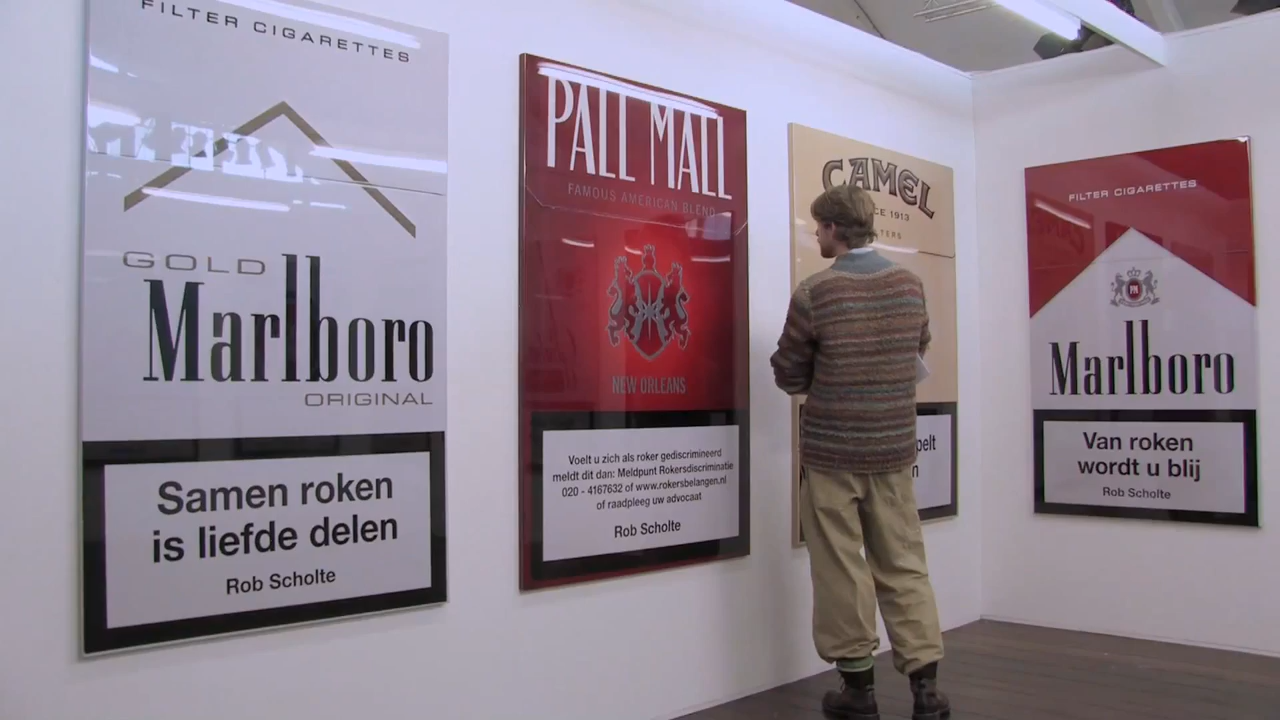 FILTER CIGARETTES
GOLD
Marlboro
ORIGINAL
Samen roken
is liefde delen
Rob Scholte
PALL MALL
FAMOUS AMERICAN BLEND
NEW ORLEANS
Voelt u zich als roker gediscrimineerd
meldt dit dan: Meldpunt Rokersdiscriminatie
020 - 4167632 of www.rokersbelangen.nl
of raadpleeg uw advocaat
Rob Scholte
CAMEL
1913
FILTER CIGARETTES
PM
Marlboro
Van roken
wordt u blij
Rob Scholte